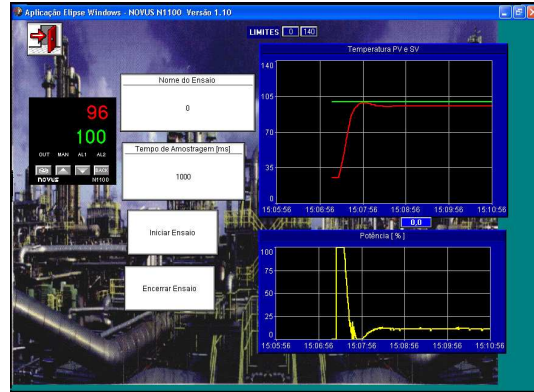 Aplicação Elipse Windows - NOVUS N1100 Versão 1.10
LIMITES 0 140
Temperatura PV e SV
140
105
70
35
0
15:05:56 15:06:56 15:07:56 15:08:56 15:09:56 15:10:56
Nome do Ensaio
0
96
100
OUT MAN AL1 AL2
BACK
novus N1100
Tempo de Amostragem [ms]
1000
Iniciar Ensaio
Encerrar Ensaio
0.0
Potência [ % ]
100
75
50
25
0
15:05:56 15:06:56 15:07:56 15:08:56 15:09:56 15:10:56